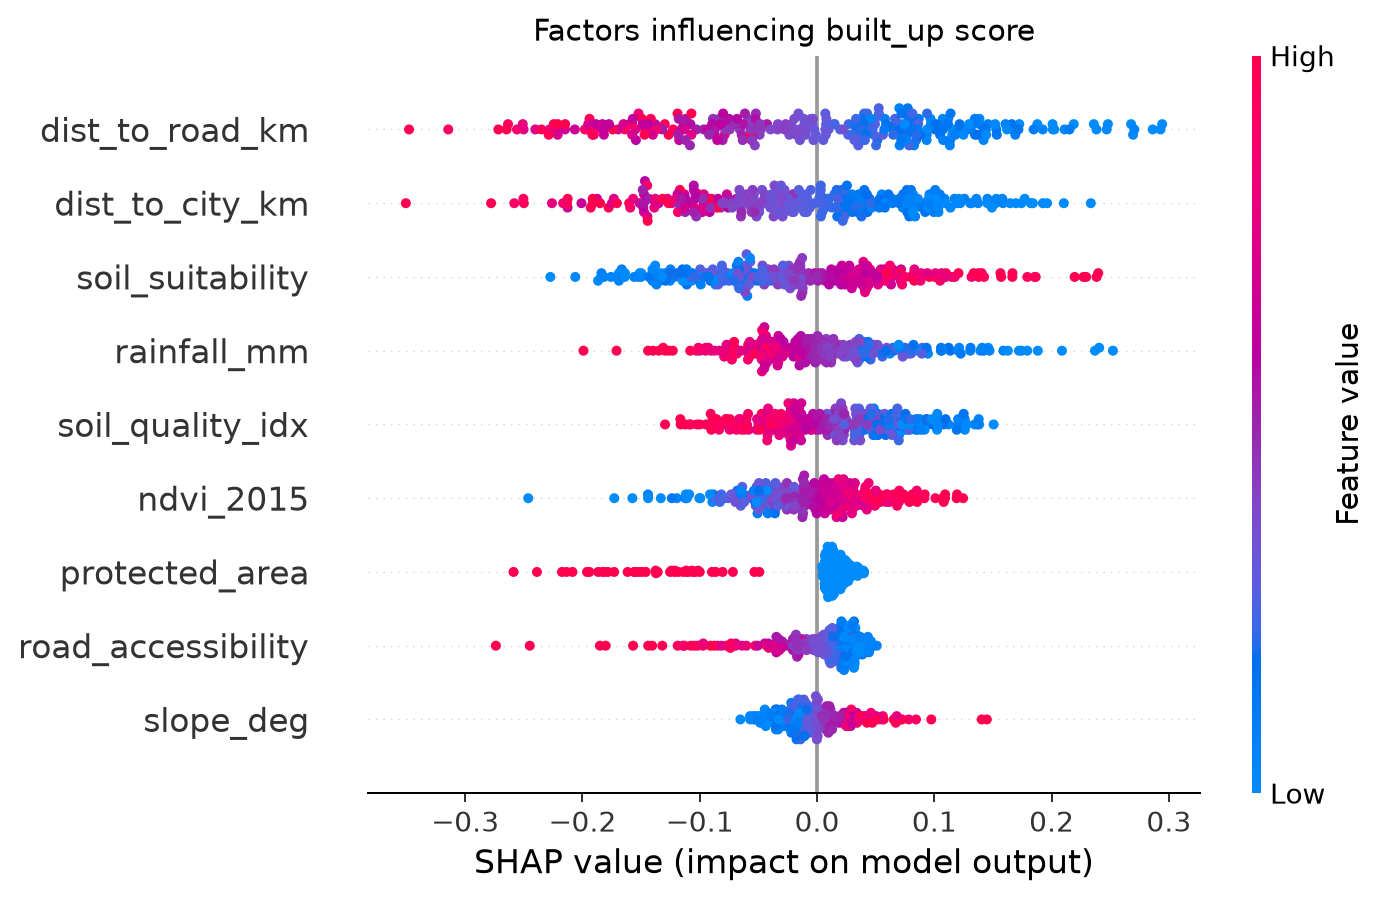 Factors influencing built_up score
High
dist_to_road_km
dist_to_city_km
soil_suitability
rainfall_mm
soil_quality_idx
ndvi_2015
protected_area
road_accessibility
slope_deg
Feature value
Low
−0.3 −0.2 −0.1 0.0 0.1 0.2 0.3
SHAP value (impact on model output)